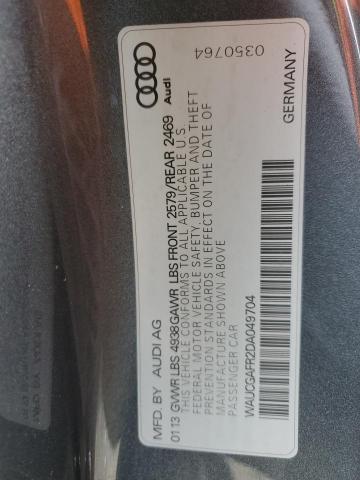 MFD. BY AUDI AG
Audi
0113 GVWR LBS 4938 GAWR LBS FRONT 2579/REAR 2469
THIS VEHICLE CONFORMS TO ALL APPLICABLE U.S.
FEDERAL MOTOR VEHICLE SAFETY, BUMPER AND THEFT
PREVENTION STANDARDS IN EFFECT ON THE DATE OF
MANUFACTURE SHOWN ABOVE
PASSENGER CAR
WAUCGAFR2DA049704
0350764
GERMANY